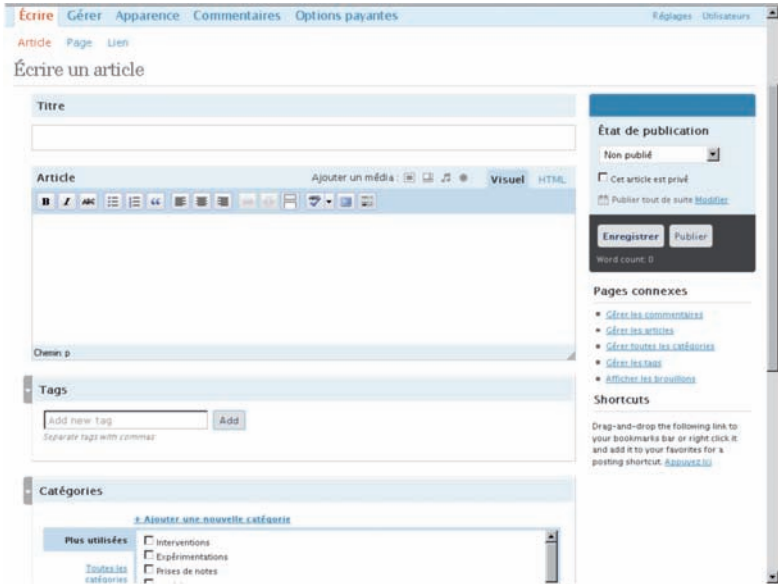 Écrire Gérer Apparence Commentaires Options payantes Réglages Utilisateurs
Article Page Lien
Écrire un article
Titre
Article Ajouter un média : Visuel HTML
B I ABC
Chemin: p
Tags
Add new tag Add
Separate tags with commas
Catégories
+ Ajouter une nouvelle catégorie
Plus utilisées
Toutes les
catégories
Interventions
Expérimentations
Prises de notes
État de publication
Non publié
Cet article est privé
Publier tout de suite Modifier
Enregistrer Publier
Word count: 0
Pages connexes
Gérer les commentaires
Gérer les articles
Gérer toutes les catégories
Gérer les tags
Afficher les brouillons
Shortcuts
Drag-and-drop the following link to
your bookmarks bar or right click it
and add it to your favorites for a
posting shortcut. Appuyez ici